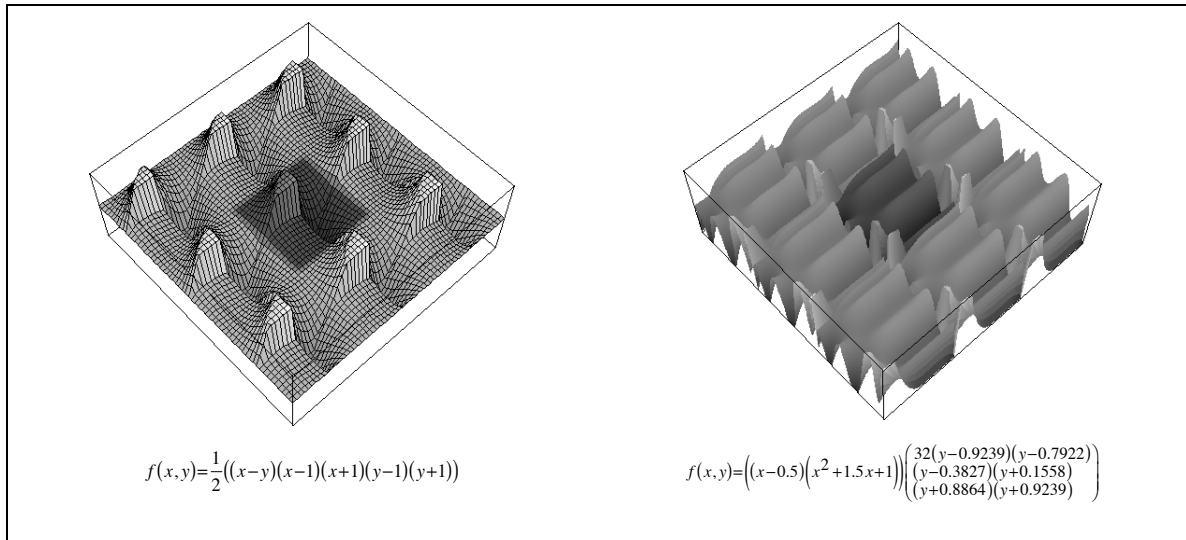 f(x,y)=1/2((x−y)(x−1)(x+1)(y−1)(y+1))
f(x,y)=((x−0.5)(x²+1.5x+1))(32(y−0.9239)(y−0.7922)
(y−0.3827)(y+0.1558)
(y+0.8864)(y+0.9239))